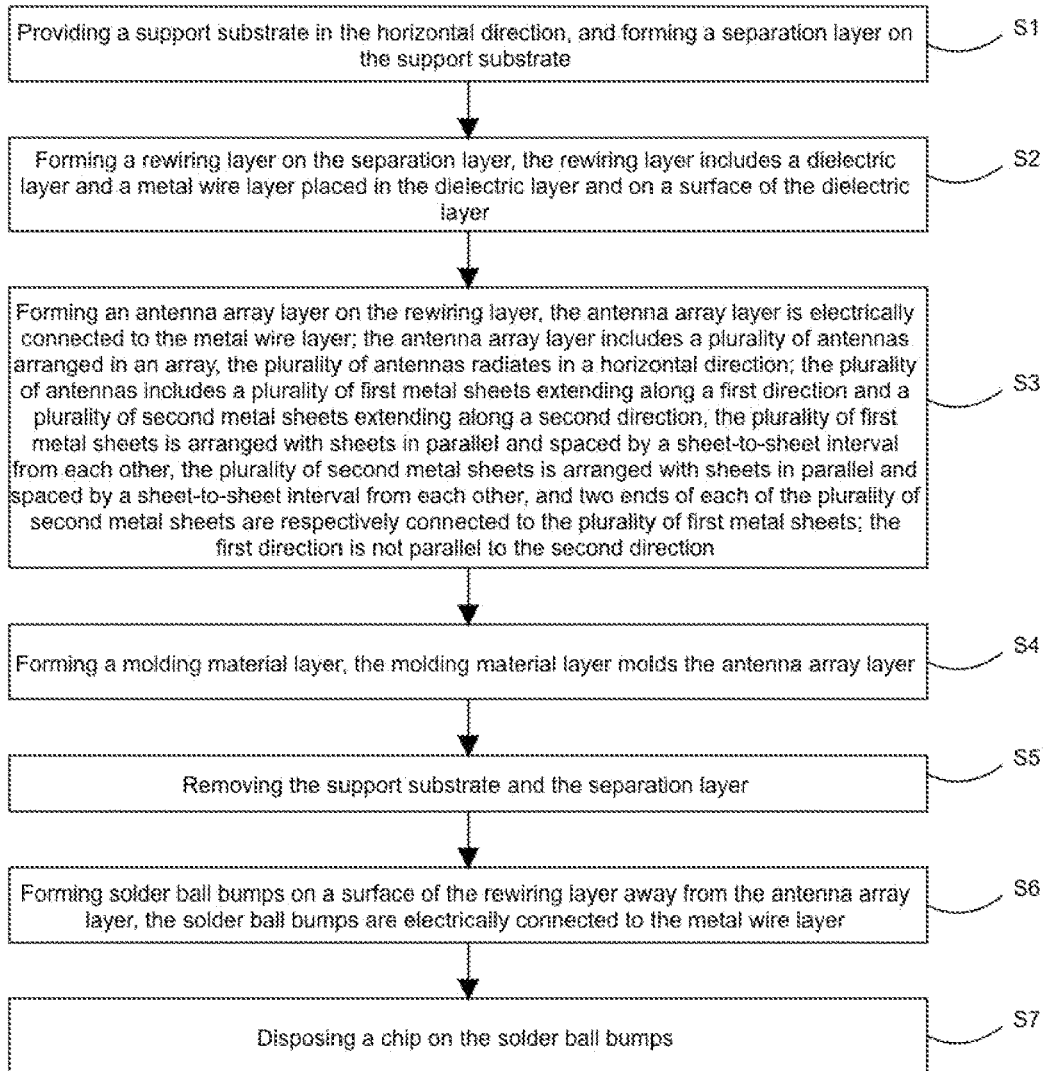 Providing a support substrate in the horizontal direction, and forming a separation layer on
the support substrate
S1
Forming a rewiring layer on the separation layer, the rewiring layer includes a dielectric
layer and a metal wire layer placed in the dielectric layer and on a surface of the dielectric
layer
S2
Forming an antenna array layer on the rewiring layer, the antenna array layer is electrically
connected to the metal wire layer; the antenna array layer includes a plurality of antennas
arranged in an array, the plurality of antennas radiates in a horizontal direction; the plurality
of antennas includes a plurality of first metal sheets extending along a first direction and a
plurality of second metal sheets extending along a second direction, the plurality of first
metal sheets is arranged with sheets in parallel and spaced by a sheet-to-sheet interval
from each other, the plurality of second metal sheets is arranged with sheets in parallel and
spaced by a sheet-to-sheet interval from each other, and two ends of each of the plurality of
second metal sheets are respectively connected to the plurality of first metal sheets; the
first direction is not parallel to the second direction
S3
Forming a molding material layer, the molding material layer molds the antenna array layer
S4
Removing the support substrate and the separation layer
S5
Forming solder ball bumps on a surface of the rewiring layer away from the antenna array
layer, the solder ball bumps are electrically connected to the metal wire layer
S6
Disposing a chip on the solder ball bumps
S7